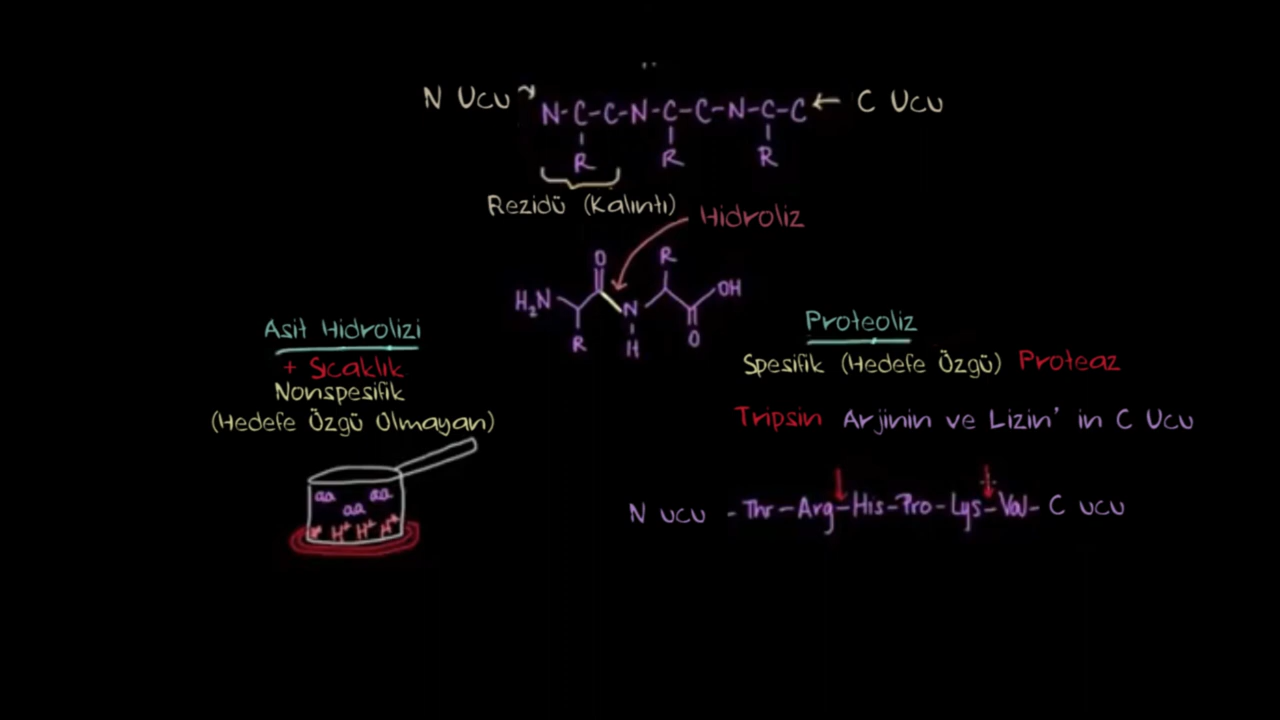 N Ucu
N-C-C-N-C-C-N-C-C
C Ucu
R R R
Rezidü (Kalıntı)
Hidroliz
O R
H₂N N OH
R H O
Asit Hidrolizi
+ Sıcaklık
Nonspesifik
(Hedefe Özgü Olmayan)
aa aa
aa
H⁺ H⁺ H⁺
Proteoliz
Spesifik (Hedefe Özgü) Proteaz
Tripsin Arjinin ve Lizin' in C Ucu
N ucu - Thr-Arg-His-Pro-Lys-Val- C ucu